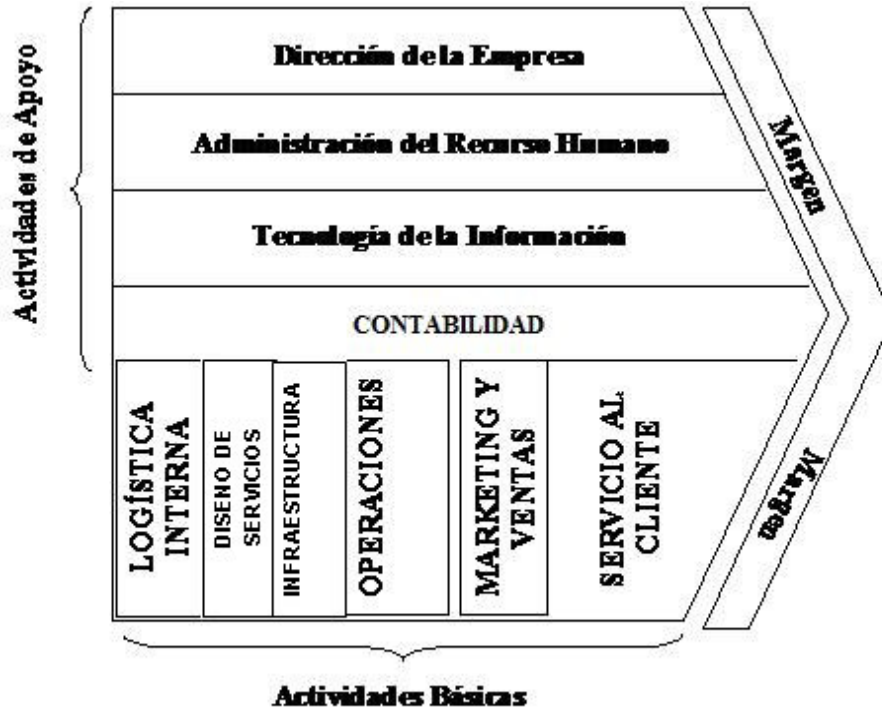 Actividades de Apoyo
Dirección de la Empresa
Administración del Recurso Humano
Tecnología de la Información
CONTABILIDAD
LOGÍSTICA
INTERNA
DISENO DE
SERVICIOS
INFRAESTRUCTURA
OPERACIONES
MARKETING Y
VENTAS
SERVICIO AL
CLIENTE
Margen
Margen
Actividades Básicas